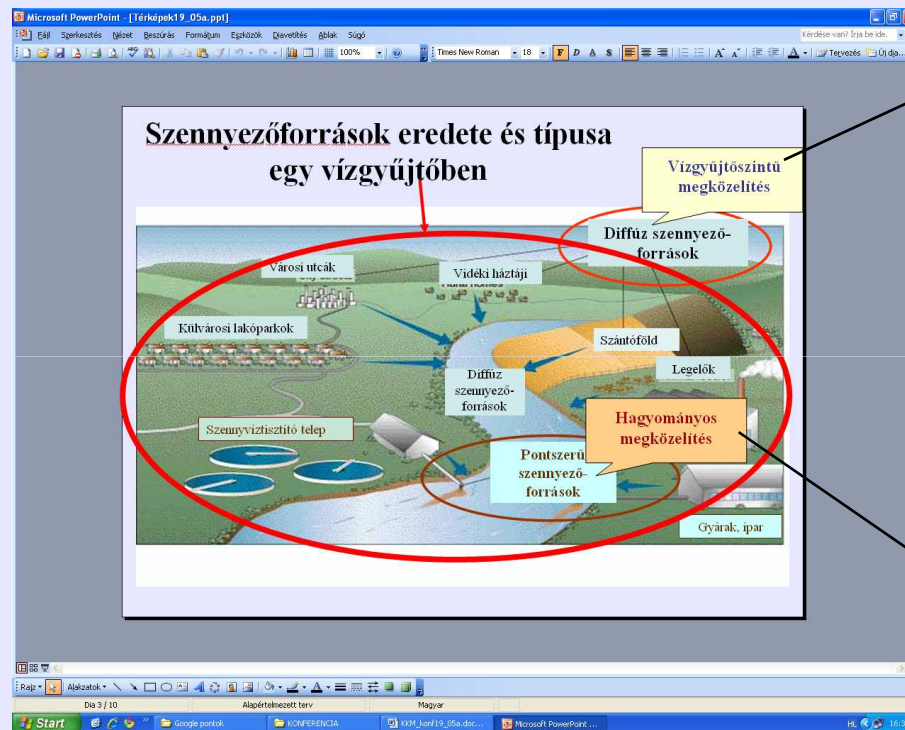 Microsoft PowerPoint - [Térképek19_05a.ppt]
Fájl Szerkesztés Nézet Beszúrás Formátum Eszközök Diavetítés Ablak Súgó
Kérdése van? Írja be ide.
100% Times New Roman 18 F D A S Tervezés Új dia...
Szennyezőforrások eredete és típusa
egy vízgyűjtőben
Vízgyűjtőszintű
megközelítés
Diffúz szennyező-
források
Városi utcák
Vidéki háztáji
Külvárosi lakóparkok
Szántóföld
Legelők
Diffúz
szennyező-
források
Hagyományos
megközelítés
Szennyvíztisztító telep
Pontszerű
szennyező-
források
Gyárak, ipar
Rajz Alakzatok
Dia 3 / 10 Alapértelmezett terv Magyar
Start Google pontok KONFERENCIA KKM_konf19_05a.doc... Microsoft PowerPoint ... HL